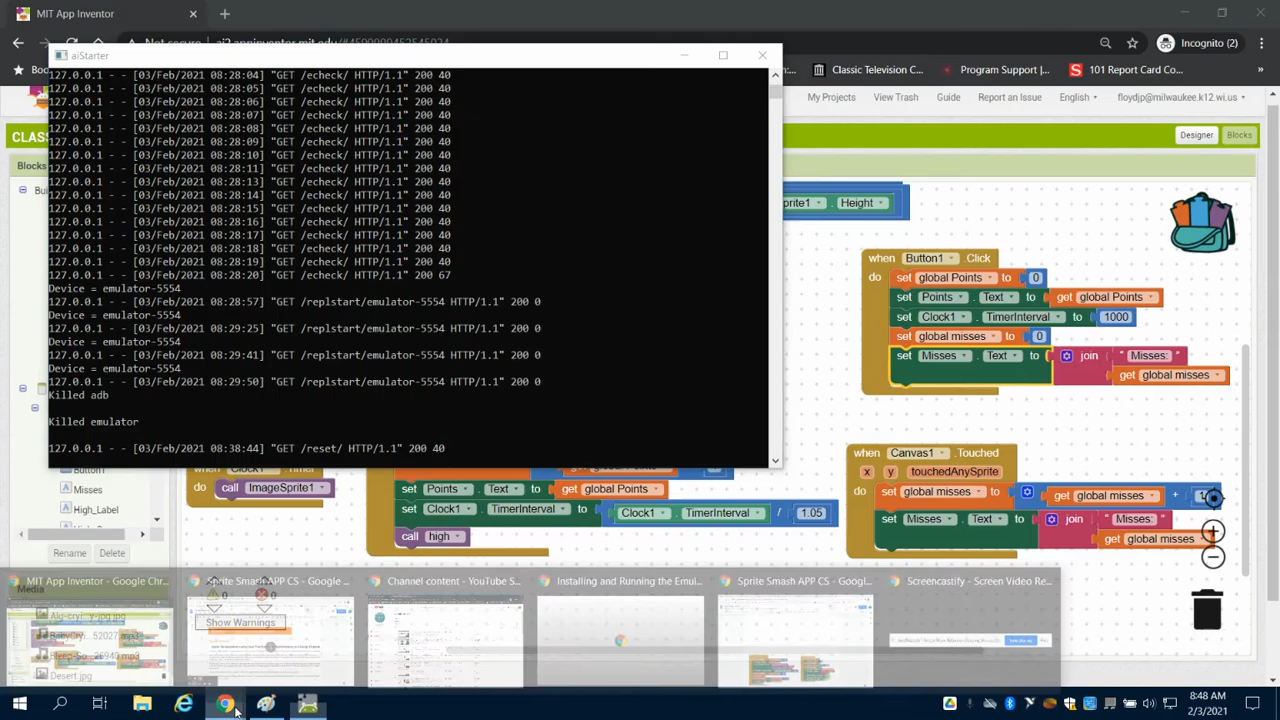 MIT App Inventor
Incognito (2)
Classic Television C...
Program Support |...
101 Report Card Co...
aiStarter
My Projects
View Trash
Guide
Report an Issue
English
floydjp@milwaukee.k12.wi.us
CLASS
Designer
Blocks
Blocks
127.0.0.1 - - [03/Feb/2021 08:28:04] "GET /echeck/ HTTP/1.1" 200 40
127.0.0.1 - - [03/Feb/2021 08:28:05] "GET /echeck/ HTTP/1.1" 200 40
127.0.0.1 - - [03/Feb/2021 08:28:06] "GET /echeck/ HTTP/1.1" 200 40
127.0.0.1 - - [03/Feb/2021 08:28:07] "GET /echeck/ HTTP/1.1" 200 40
127.0.0.1 - - [03/Feb/2021 08:28:08] "GET /echeck/ HTTP/1.1" 200 40
127.0.0.1 - - [03/Feb/2021 08:28:09] "GET /echeck/ HTTP/1.1" 200 40
127.0.0.1 - - [03/Feb/2021 08:28:10] "GET /echeck/ HTTP/1.1" 200 40
127.0.0.1 - - [03/Feb/2021 08:28:11] "GET /echeck/ HTTP/1.1" 200 40
127.0.0.1 - - [03/Feb/2021 08:28:13] "GET /echeck/ HTTP/1.1" 200 40
127.0.0.1 - - [03/Feb/2021 08:28:14] "GET /echeck/ HTTP/1.1" 200 40
127.0.0.1 - - [03/Feb/2021 08:28:15] "GET /echeck/ HTTP/1.1" 200 40
127.0.0.1 - - [03/Feb/2021 08:28:16] "GET /echeck/ HTTP/1.1" 200 40
127.0.0.1 - - [03/Feb/2021 08:28:17] "GET /echeck/ HTTP/1.1" 200 40
127.0.0.1 - - [03/Feb/2021 08:28:18] "GET /echeck/ HTTP/1.1" 200 40
127.0.0.1 - - [03/Feb/2021 08:28:19] "GET /echeck/ HTTP/1.1" 200 40
127.0.0.1 - - [03/Feb/2021 08:28:20] "GET /echeck/ HTTP/1.1" 200 67
Device = emulator-5554
127.0.0.1 - - [03/Feb/2021 08:28:57] "GET /replstart/emulator-5554 HTTP/1.1" 200 0
Device = emulator-5554
127.0.0.1 - - [03/Feb/2021 08:29:25] "GET /replstart/emulator-5554 HTTP/1.1" 200 0
Device = emulator-5554
127.0.0.1 - - [03/Feb/2021 08:29:41] "GET /replstart/emulator-5554 HTTP/1.1" 200 0
Device = emulator-5554
127.0.0.1 - - [03/Feb/2021 08:29:50] "GET /replstart/emulator-5554 HTTP/1.1" 200 0
Killed adb
Killed emulator
127.0.0.1 - - [03/Feb/2021 08:38:44] "GET /reset/ HTTP/1.1" 200 40
prite1 . Height
when Button1 .Click
do set global Points to 0
set Points . Text to get global Points
set Clock1 . TimerInterval to 1000
set global misses to 0
set Misses . Text to join " Misses: "
get global misses
when Canvas1 .Touched
x y touchedAnySprite
do set global misses to get global misses + 1
set Misses . Text to join " Misses: "
get global misses
when Clock1 .Timer
do call ImageSprite1
set Points . Text to get global Points
set Clock1 . TimerInterval to Clock1 . TimerInterval / 1.05
call high
Button1
Misses
High_Label
Rename
Delete
Media
0
0
Show Warnings
Desert.jpg
MIT App Inventor - Google Chr...
Sprite Smash APP CS - Google ...
Channel content - YouTube S...
Installing and Running the Emul...
Sprite Smash APP CS - Googl...
Screencastify - Screen Video Re...
8:48 AM
2/3/2021